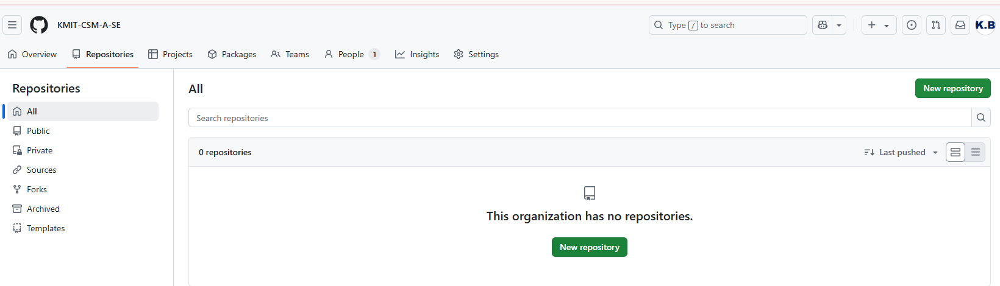 KMIT-CSM-A-SE
Type / to search
K.B
Overview
Repositories
Projects
Packages
Teams
People 1
Insights
Settings
Repositories
All
Public
Private
Sources
Forks
Archived
Templates
All
New repository
Search repositories
0 repositories
Last pushed
This organization has no repositories.
New repository